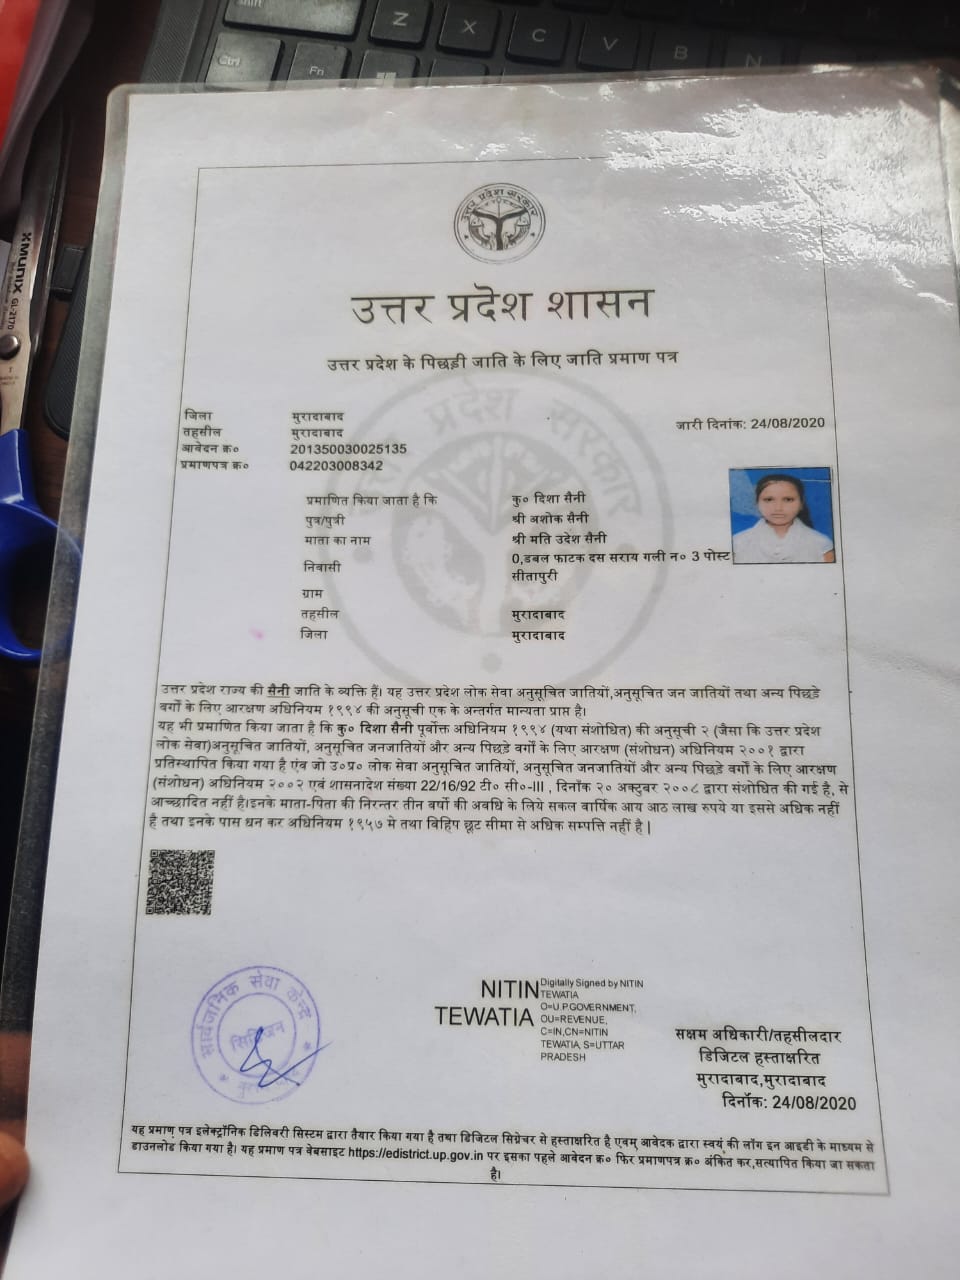 shift
Z
X
C
V
B
N
Ctrl
Fn
XMUNIX
GL-2170
उत्तर प्रदेश सरकार
उत्तर प्रदेश शासन
उत्तर प्रदेश के पिछड़ी जाति के लिए जाति प्रमाण पत्र
जिला मुरादाबाद
तहसील मुरादाबाद
जारी दिनांक: 24/08/2020
आवेदन क्र० 201350030025135
प्रमाणपत्र क्र० 042203008342
प्रमाणित किया जाता है कि कु० दिशा सैनी
पुत्र/पुत्री श्री अशोक सैनी
माता का नाम श्री मति उदेश सैनी
निवासी 0,डबल फाटक दस सराय गली न० 3 पोस्ट
सीतापुरी
ग्राम
तहसील मुरादाबाद
जिला मुरादाबाद
उत्तर प्रदेश राज्य की सैनी जाति के व्यक्ति हैं। यह उत्तर प्रदेश लोक सेवा अनुसूचित जातियों,अनुसूचित जन जातियों तथा अन्य पिछड़े
वर्गों के लिए आरक्षण अधिनियम १९९४ की अनुसूची एक के अन्तर्गत मान्यता प्राप्त है।
यह भी प्रमाणित किया जाता है कि कु० दिशा सैनी पूर्वोक्त अधिनियम १९९४ (यथा संशोधित) की अनुसूची २ (जैसा कि उत्तर प्रदेश
लोक सेवा)अनुसूचित जातियों, अनुसूचित जनजातियों और अन्य पिछड़े वर्गों के लिए आरक्षण (संशोधन) अधिनियम २००१ द्वारा
प्रतिस्थापित किया गया है एंव जो उ०प्र० लोक सेवा अनुसूचित जातियों, अनुसूचित जनजातियों और अन्य पिछड़े वर्गों के लिए आरक्षण
(संशोधन) अधिनियम २००२ एवं शासनादेश संख्या 22/16/92 टी० सी०-III , दिनॉक २० अक्टुबर २००८ द्वारा संशोधित की गई है, से
आच्छादित नहीं है।इनके माता-पिता की निरन्तर तीन वर्षो की अवधि के लिये सकल वार्षिक आय आठ लाख रुपये या इससे अधिक नहीं
है तथा इनके पास धन कर अधिनियम १९५७ मे तथा विहिप छूट सीमा से अधिक सम्पत्ति नहीं है |
सार्वजनिक सेवा केन्द्र
NITIN
TEWATIA
Digitally Signed by NITIN
TEWATIA
O=U.P.GOVERNMENT,
OU=REVENUE,
C=IN,CN=NITIN
TEWATIA, S=UTTAR
PRADESH
सक्षम अधिकारी/तहसीलदार
डिजिटल हस्ताक्षरित
मुरादाबाद,मुरादाबाद
दिनॉक: 24/08/2020
यह प्रमाण पत्र इलेक्ट्रॉनिक डिलिवरी सिस्टम द्वारा तैयार किया गया है तथा डिजिटल सिग्नेचर से हस्ताक्षरित है एवम् आवेदक द्वारा स्वयं की लॉग इन आइडी के माध्यम से
डाउनलोड किया गया है। यह प्रमाण पत्र वेबसाइट https://edistrict.up.gov.in पर इसका पहले आवेदन क्र० फिर प्रमाणपत्र क्र० अंकित कर,सत्यापित किया जा सकता
है।